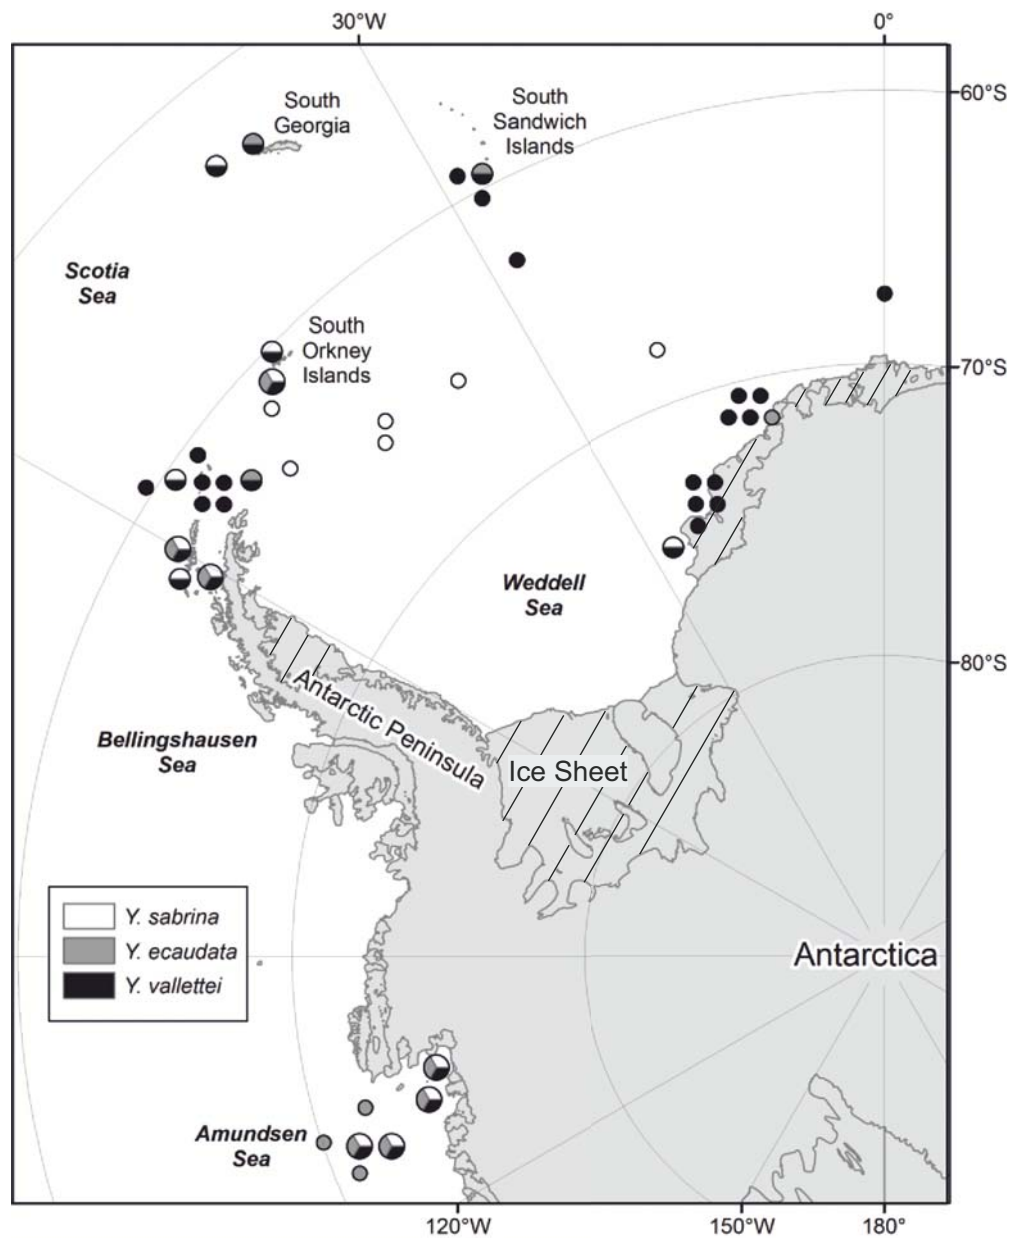 30°W
0°
60°S
South
Georgia
South
Sandwich
Islands
Scotia
Sea
South
Orkney
Islands
70°S
Weddell
Sea
80°S
Antarctic Peninsula
Bellingshausen
Sea
Ice Sheet
Y. sabrina
Y. ecaudata
Y. vallettei
Antarctica
Amundsen
Sea
120°W
150°W
180°